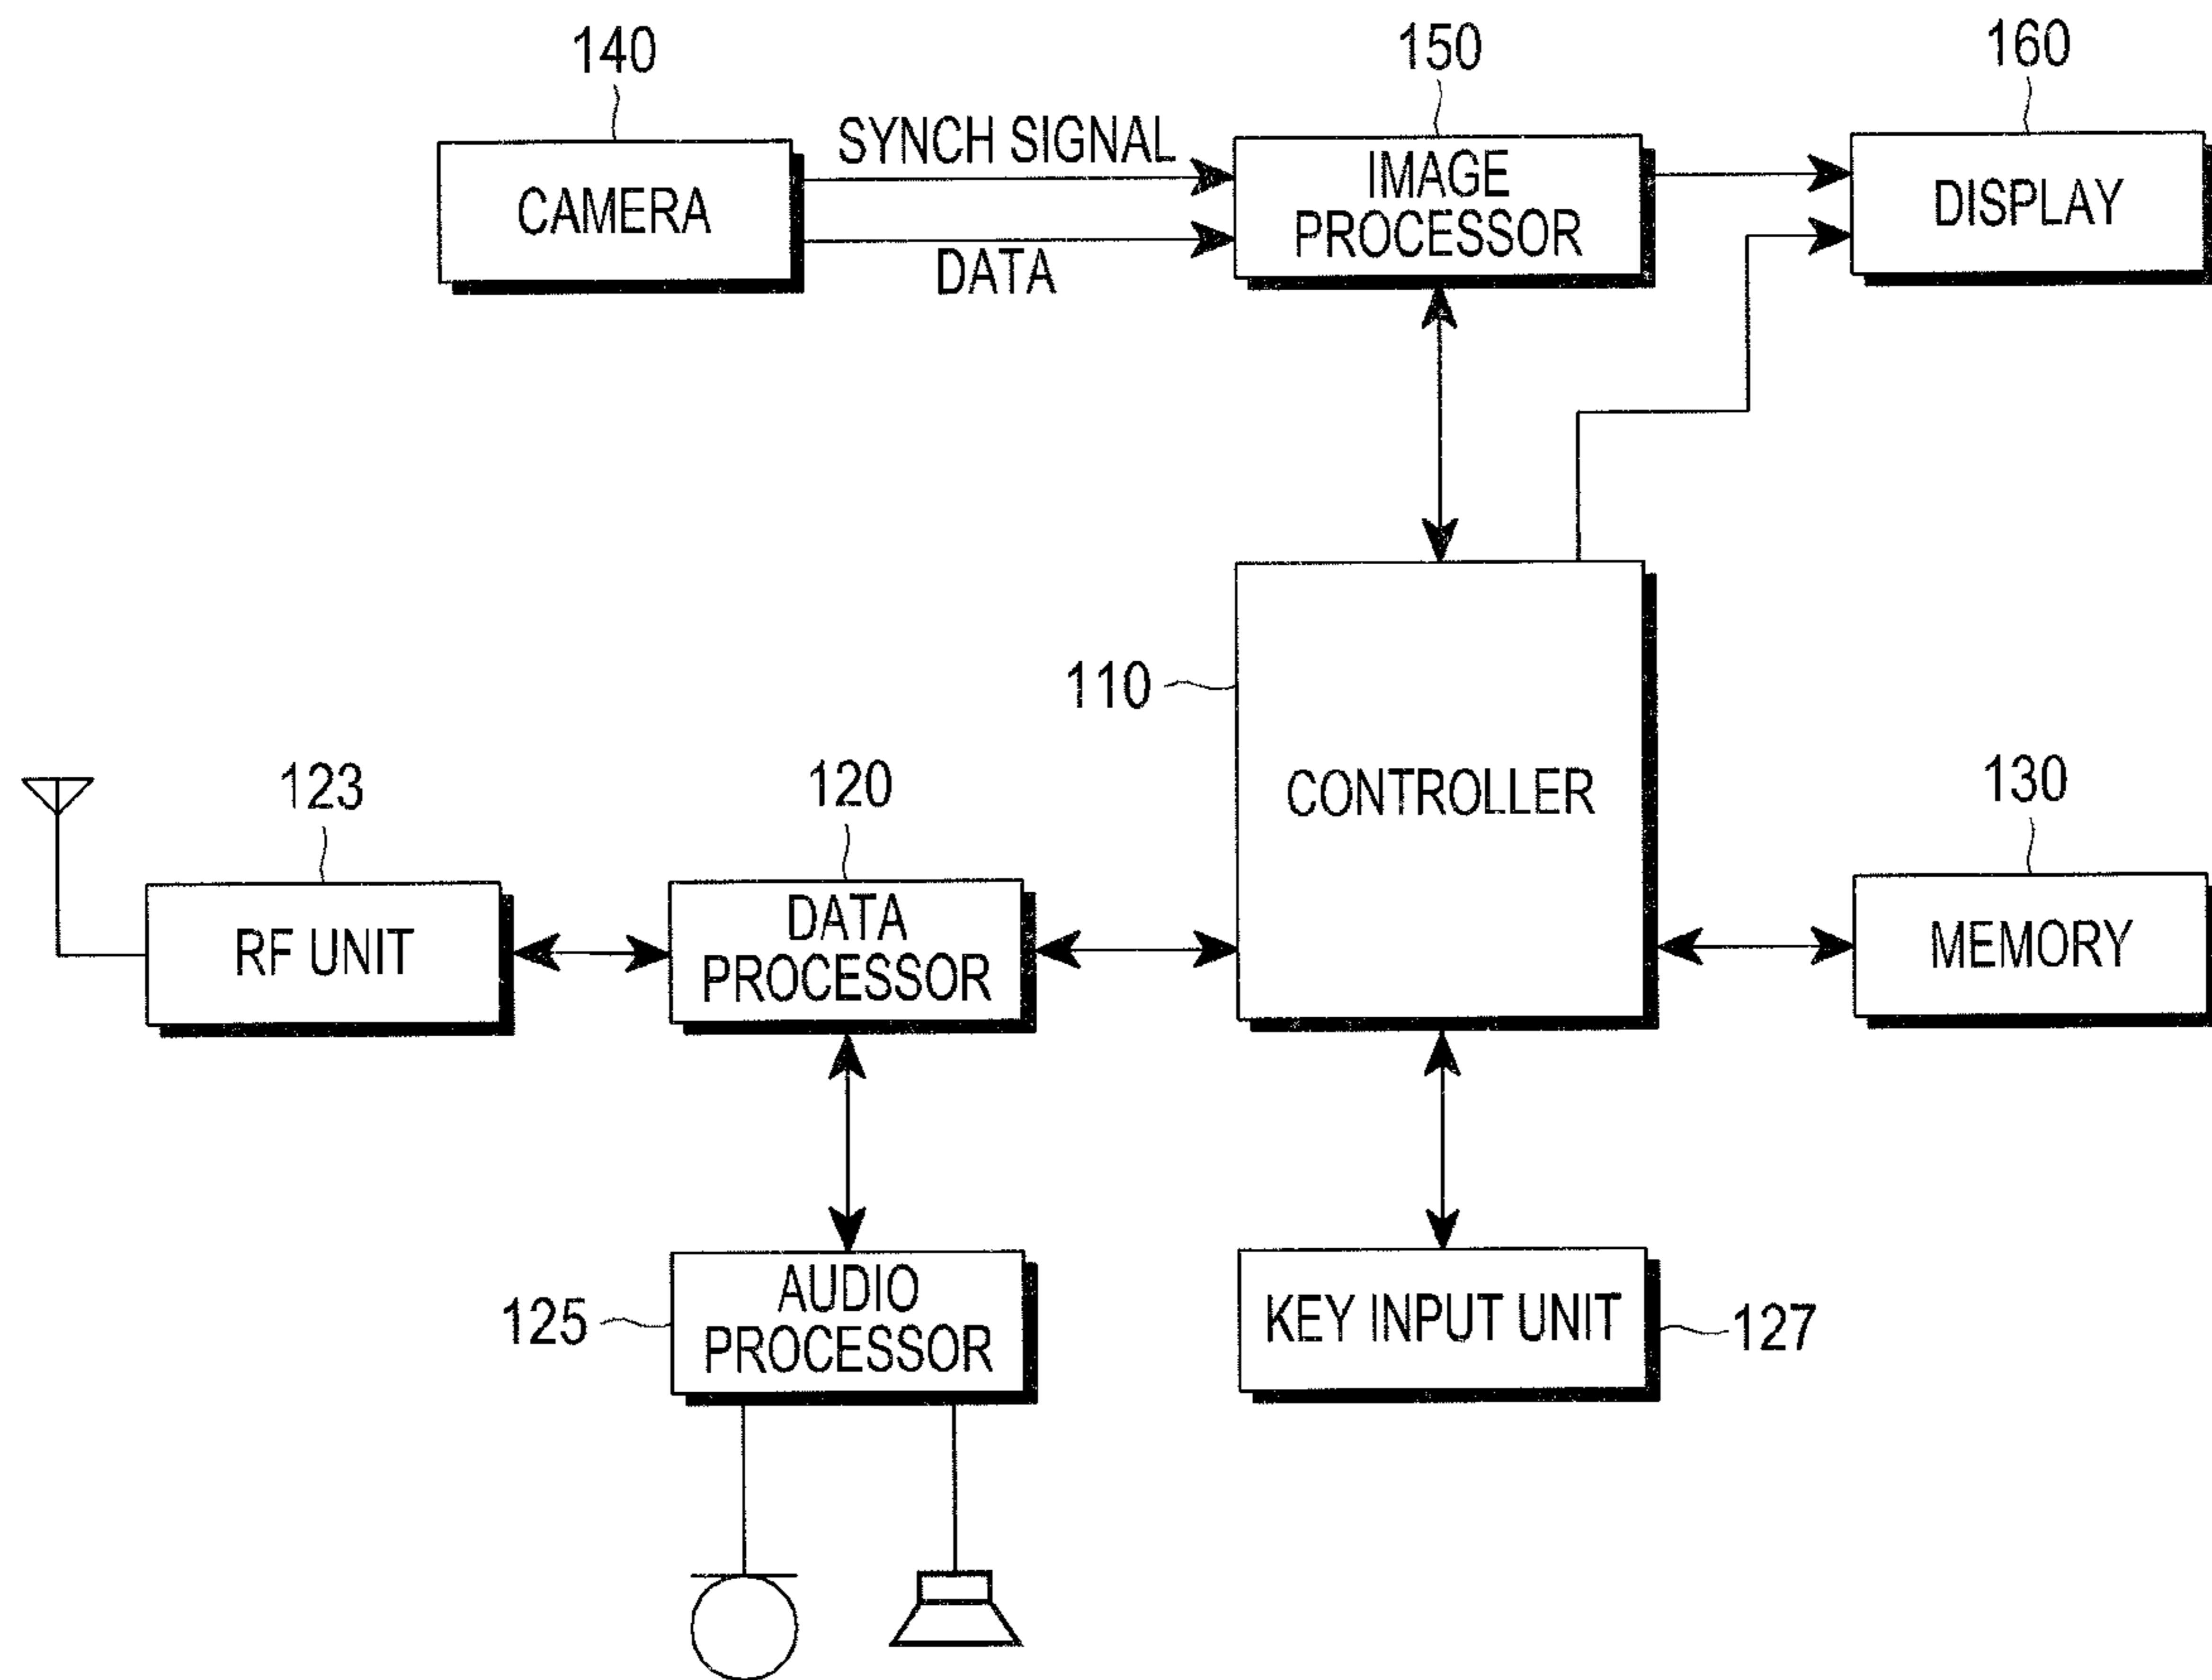 140
150
160
SYNCH SIGNAL
CAMERA
IMAGE
PROCESSOR
DISPLAY
DATA
110
CONTROLLER
123
120
130
RF UNIT
DATA
PROCESSOR
MEMORY
125
AUDIO
PROCESSOR
KEY INPUT UNIT
127